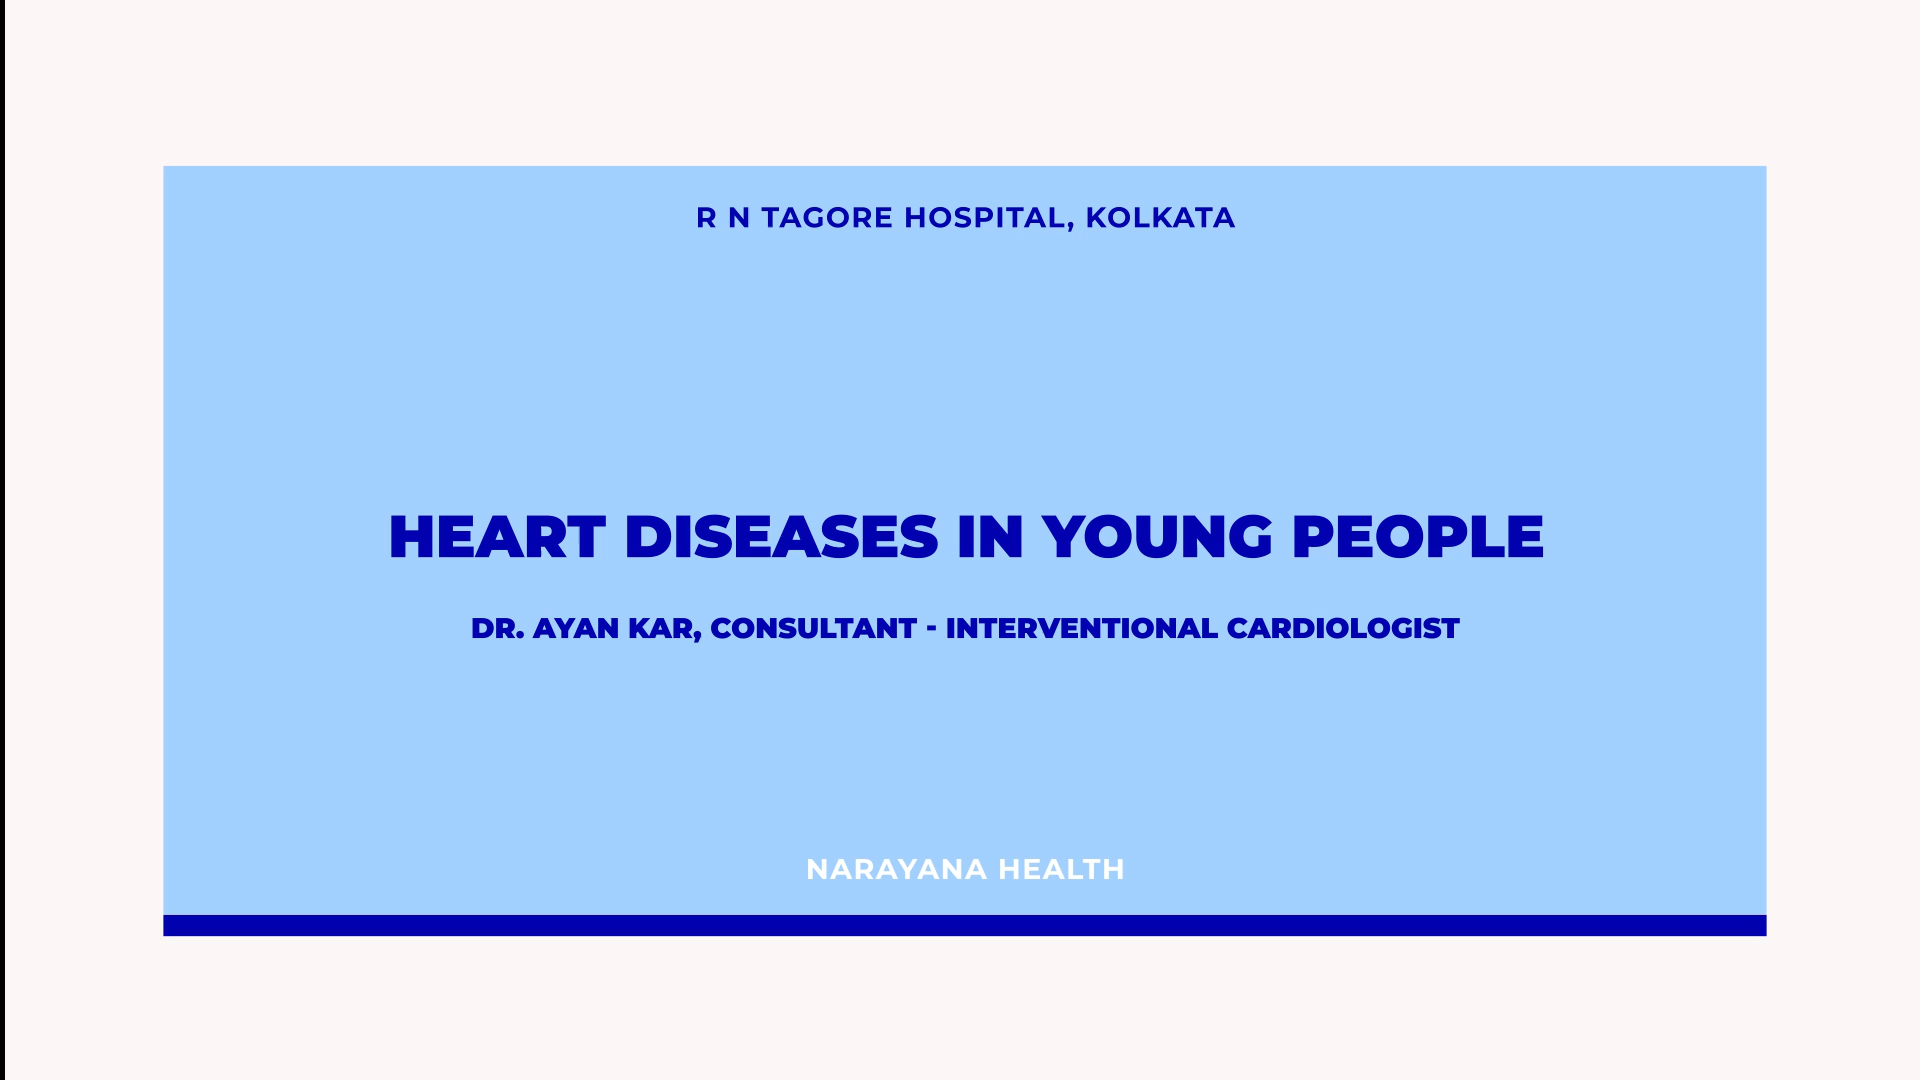 R N TAGORE HOSPITAL, KOLKATA
HEART DISEASES IN YOUNG PEOPLE
DR. AYAN KAR, CONSULTANT - INTERVENTIONAL CARDIOLOGIST
NARAYANA HEALTH